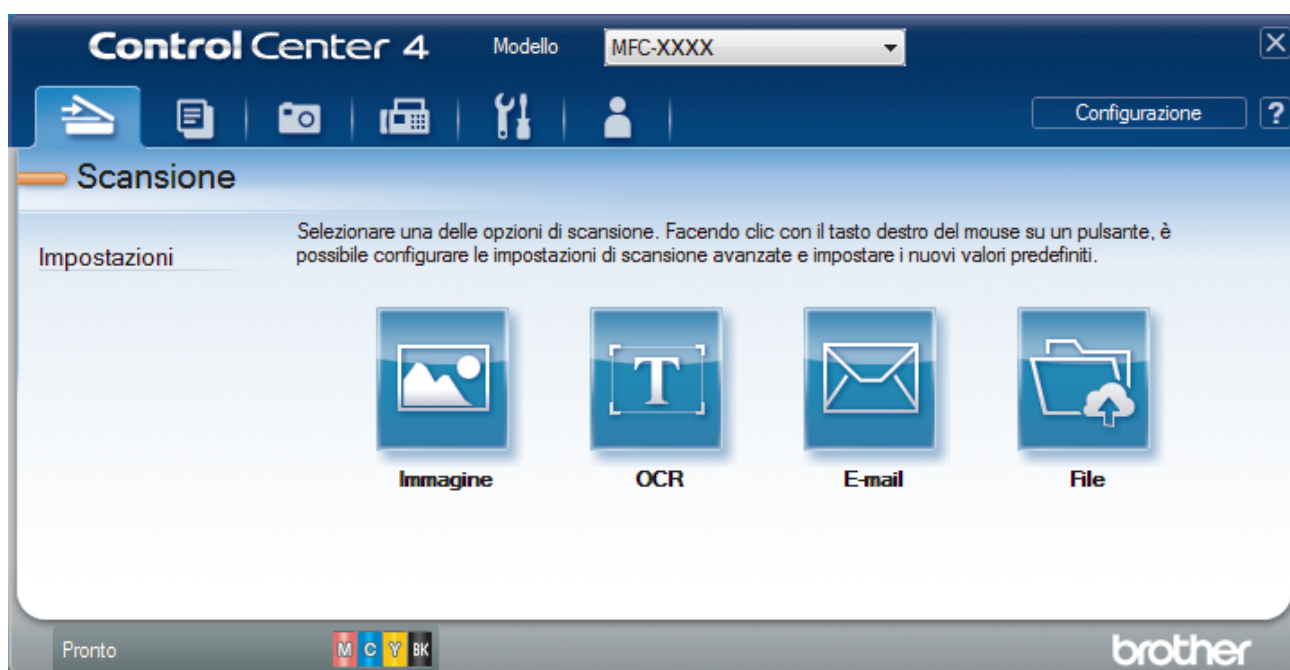 ControlCenter 4
Modello
MFC-XXXX
Configurazione
?
Scansione
Impostazioni
Selezionare una delle opzioni di scansione. Facendo clic con il tasto destro del mouse su un pulsante, è
possibile configurare le impostazioni di scansione avanzate e impostare i nuovi valori predefiniti.
T
Immagine
OCR
E-mail
File
Pronto
M C Y BK
brother